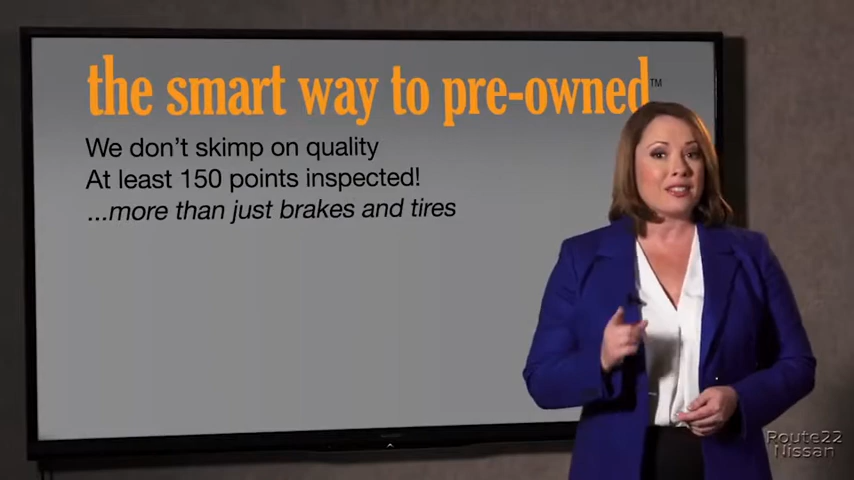 the smart way to pre-owned™
We don't skimp on quality
At least 150 points inspected!
...more than just brakes and tires
Route22
Nissan